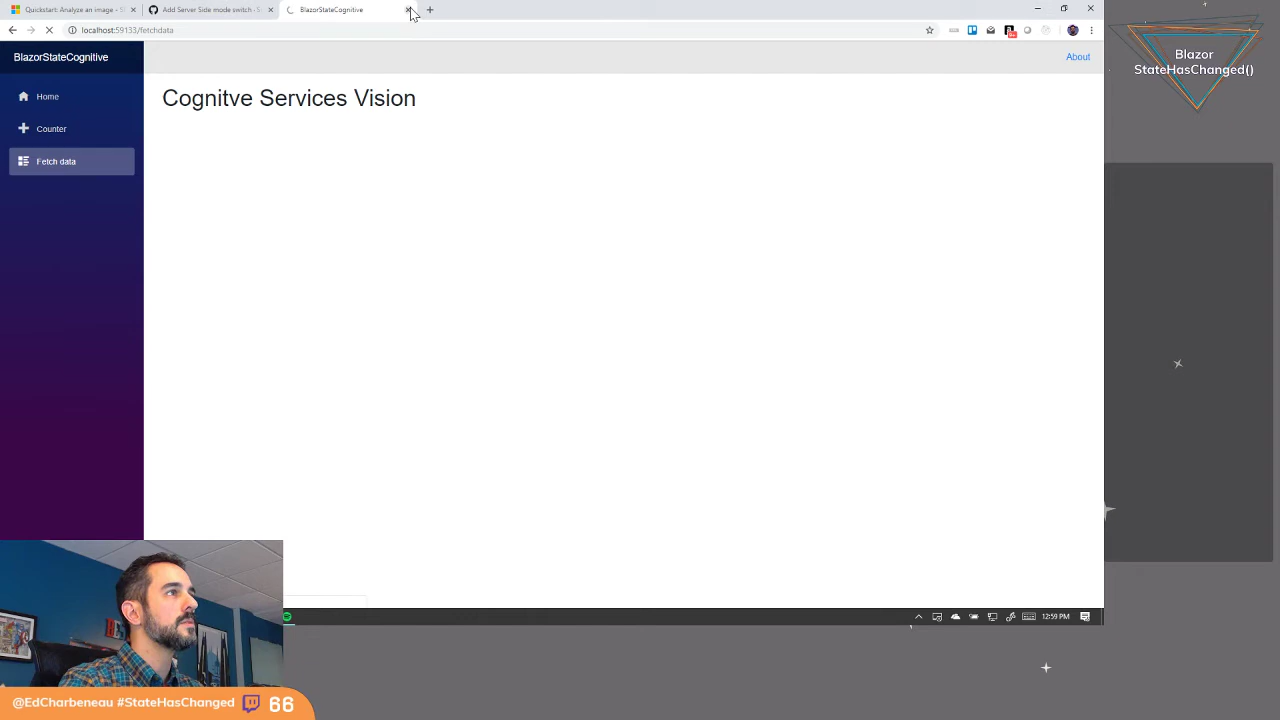 Quickstart: Analyze an image - S
Add Server Side mode switch - S
BlazorStateCognitive
localhost:59133/fetchdata
BlazorStateCognitive
About
Home
Counter
Fetch data
Cognitve Services Vision
Blazor
StateHasChanged()
12:59 PM
@EdCharbeneau #StateHasChanged 66